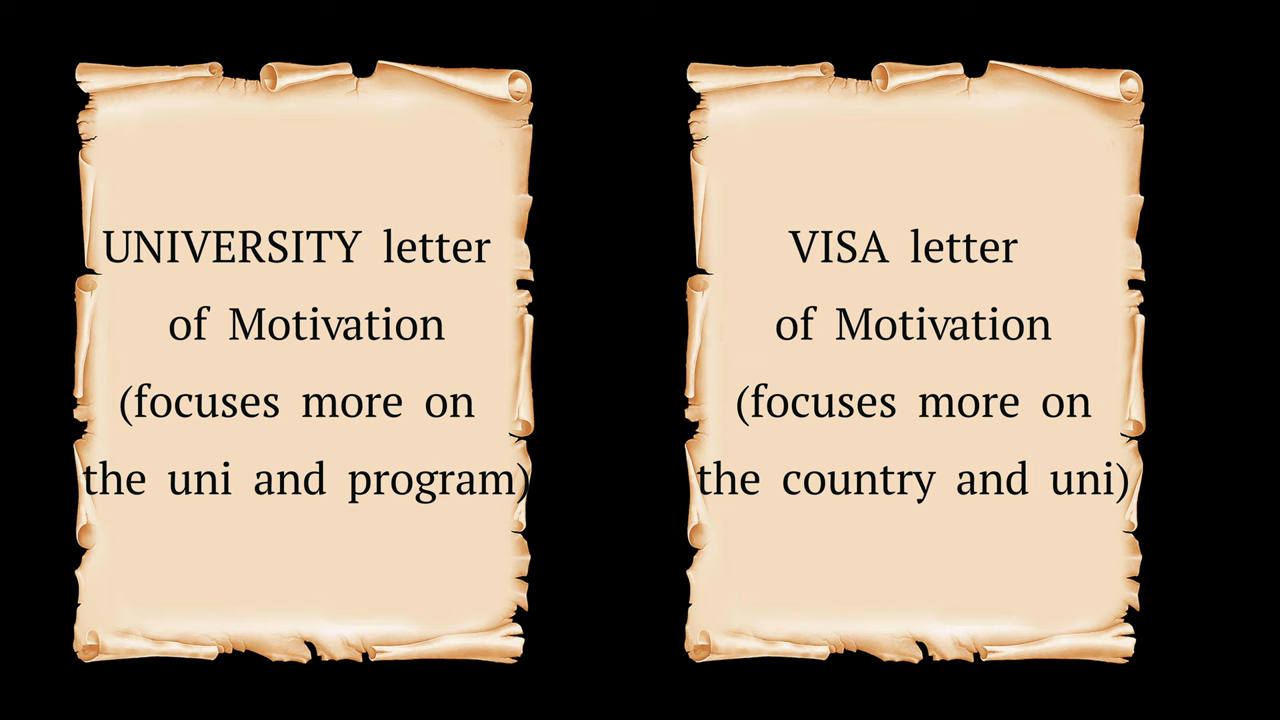 UNIVERSITY letter
of Motivation
(focuses more on
the uni and program)
VISA letter
of Motivation
(focuses more on
the country and uni)